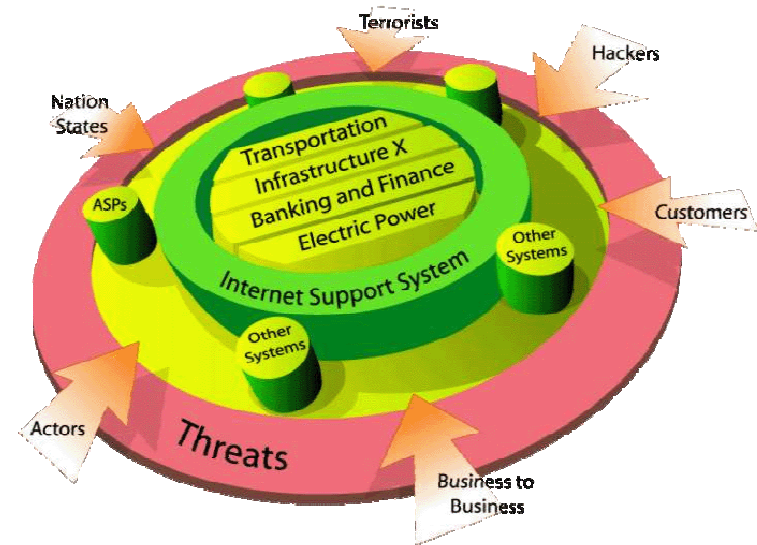 Terrorists
Hackers
Nation
States
Transportation
Infrastructure X
Banking and Finance
Electric Power
ASPs
Customers
Other
Systems
Internet Support System
Other
Systems
Actors
Threats
Business to
Business